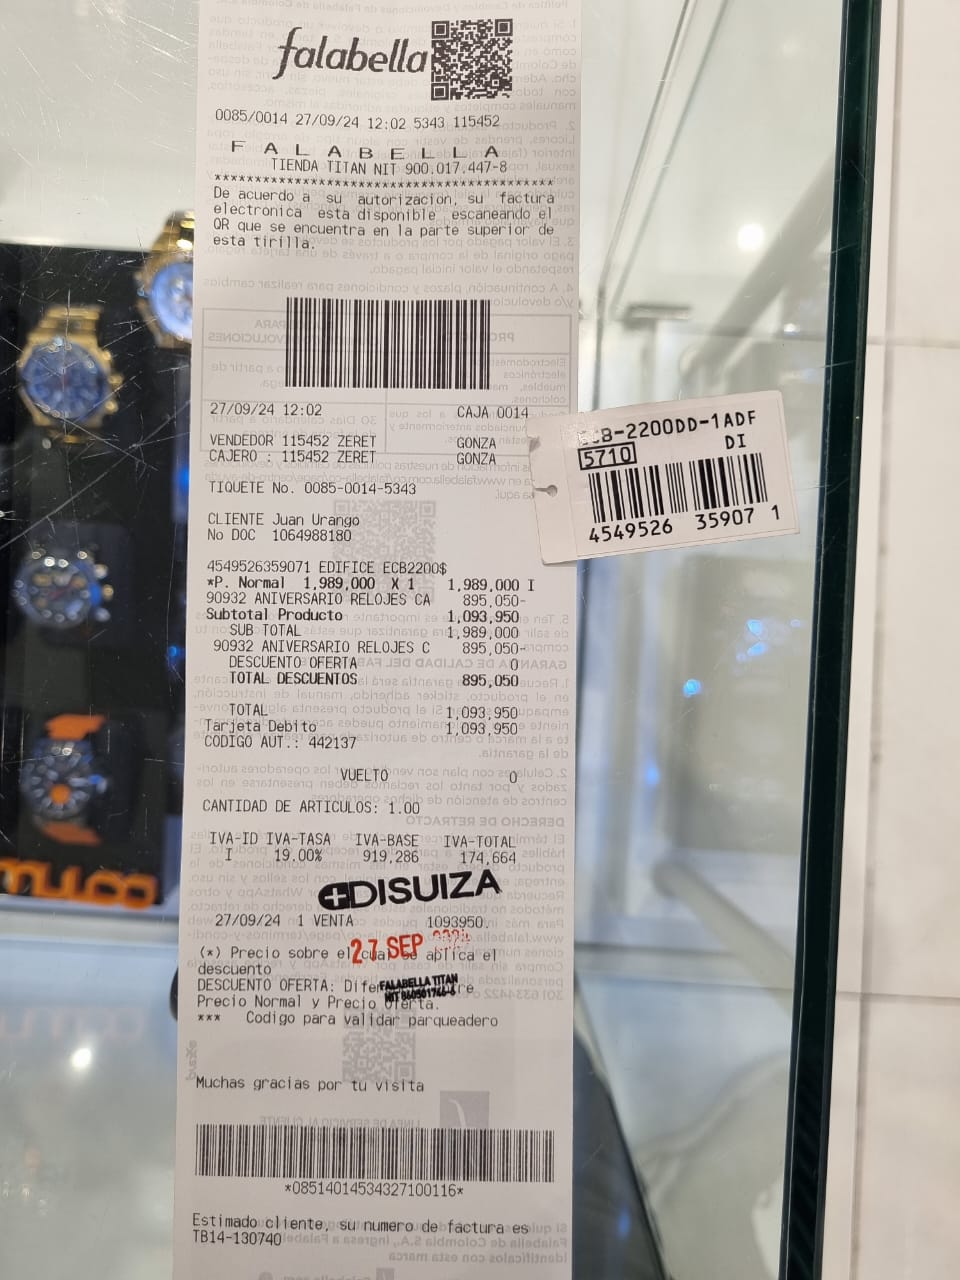 falabella
0085/0014 27/09/24 12:02 5343 115452
F A L A B E L L A
TIENDA TITAN NIT 900.017.447-8
******************************************
De acuerdo a su autorizacion, su factura
electronica esta disponible escaneando el
QR que se encuentra en la parte superior de
esta tirilla.
27/09/24 12:02 CAJA 0014
VENDEDOR 115452 ZERET GONZA
CAJERO : 115452 ZERET GONZA
TIQUETE No. 0085-0014-5343
CLIENTE Juan Urango
No DOC 1064988180
4549526359071 EDIFICE ECB2200$
*P. Normal 1,989,000 X 1 1,989,000 I
90932 ANIVERSARIO RELOJES CA 895,050-
Subtotal Producto 1,093,950
SUB TOTAL 1,989,000
90932 ANIVERSARIO RELOJES C 895,050-
DESCUENTO OFERTA 0
TOTAL DESCUENTOS 895,050
TOTAL 1,093,950
Tarjeta Debito 1,093,950
CODIGO AUT.: 442137
VUELTO 0
CANTIDAD DE ARTICULOS: 1.00
IVA-ID IVA-TASA IVA-BASE IVA-TOTAL
I 19.00% 919,286 174,664
DISUIZA
27/09/24 1 VENTA 1093950.
27 SEP
(*) Precio sobre el cual se aplica el
descuento
DESCUENTO OFERTA:
FALABELLA TITAN
Precio Normal y Precio Oferta.
*** Codigo para validar parqueadero
Muchas gracias por tu visita
*08514014534327100116*
Estimado cliente, su numero de factura es
TB14-130740
ECB-2200DD-1ADF
5710 DI
4549526 35907 1